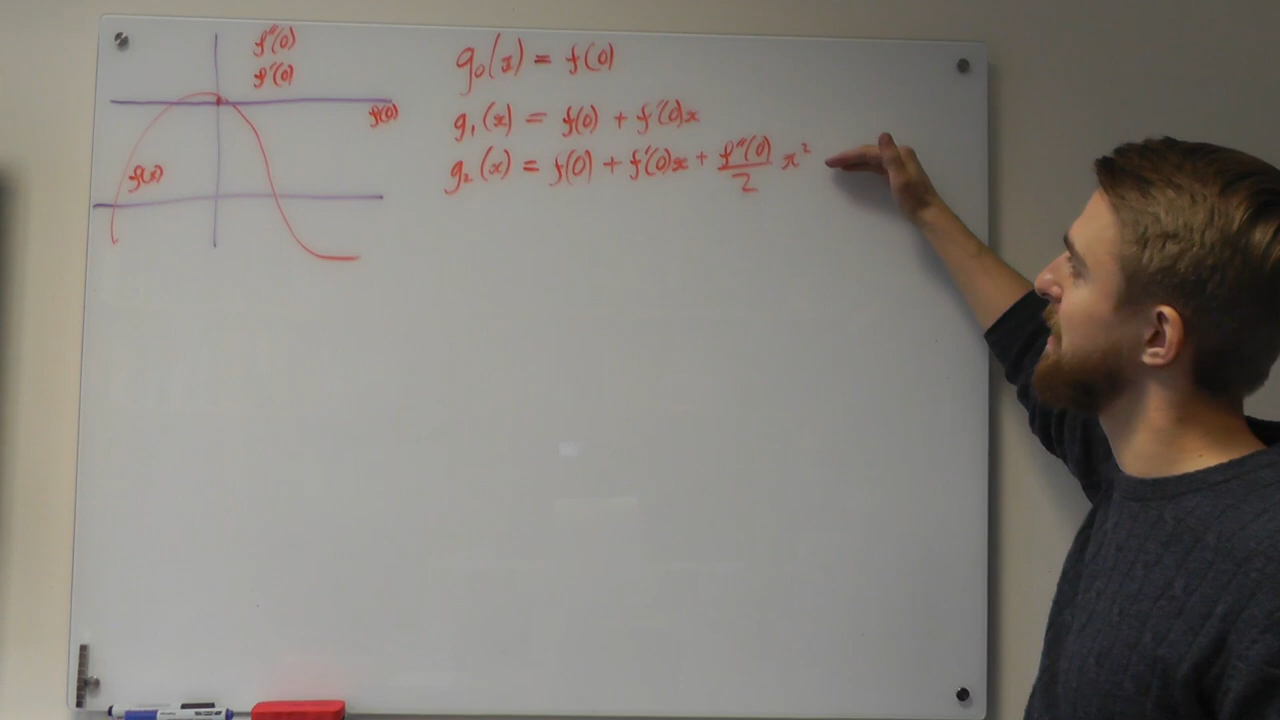 f''(0)
f'(0)
f(0)
f(x)
g₀(x) = f(0)
g₁(x) = f(0) + f'(0)x
g₂(x) = f(0) + f'(0)x + f''(0)/2 x²